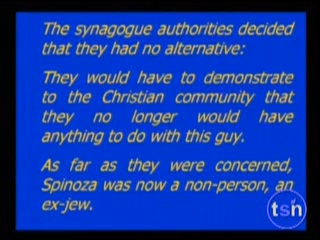 The synagogue authorities decided
that they had no alternative:
They would have to demonstrate
to the Christian community that
they no longer would have
anything to do with this guy.
As far as they were concerned,
Spinoza was now a non-person, an
ex-jew.
tsn